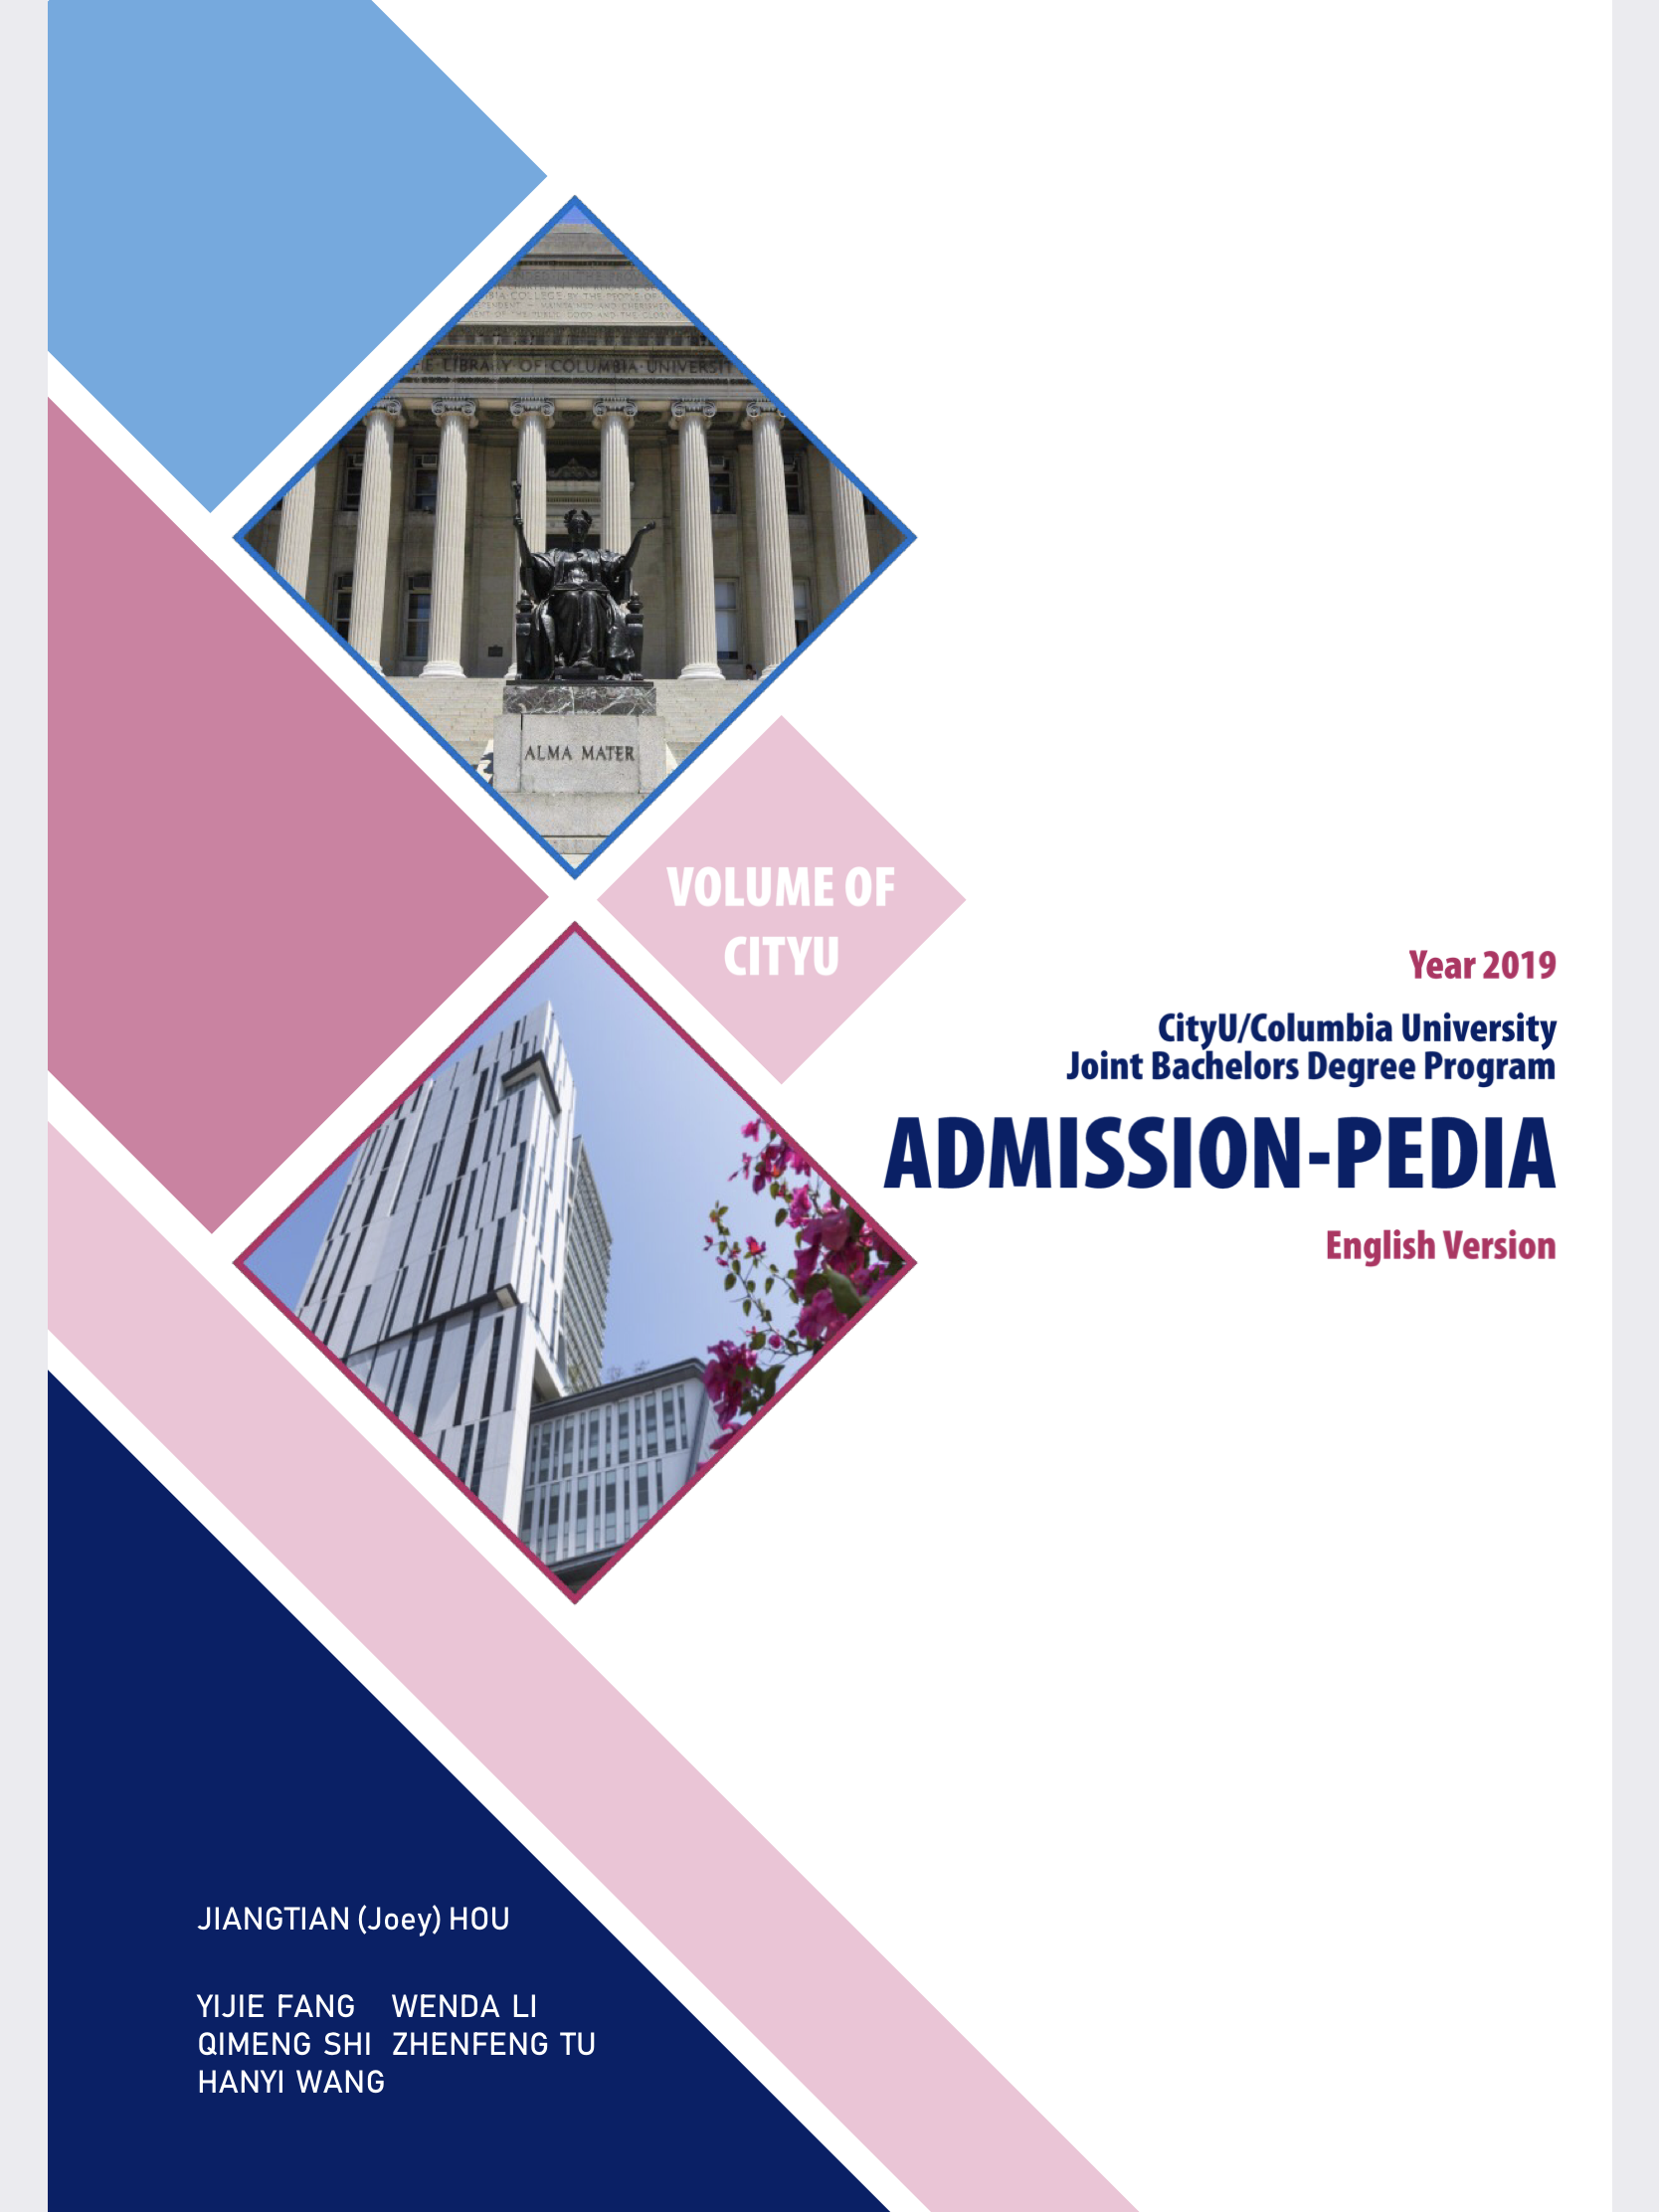 ALMA MATER
VOLUME OF
CITYU
Year 2019
CityU/Columbia University
Joint Bachelors Degree Program
ADMISSION-PEDIA
English Version
JIANGTIAN (Joey) HOU
YIJIE FANG WENDA LI
QIMENG SHI ZHENFENG TU
HANYI WANG